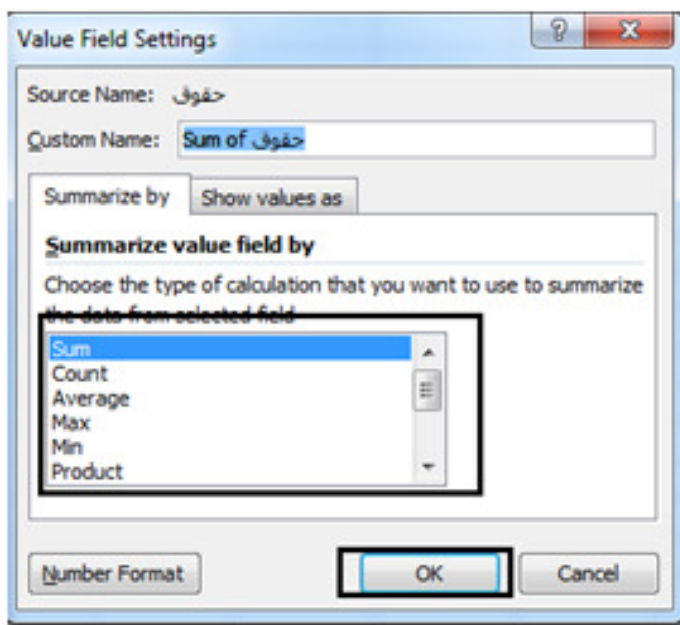 Value Field Settings
Source Name: حقوق
Custom Name: Sum of حقوق
Summarize by Show values as
Summarize value field by
Choose the type of calculation that you want to use to summarize
the data from selected field
Sum
Count
Average
Max
Min
Product
Number Format OK Cancel